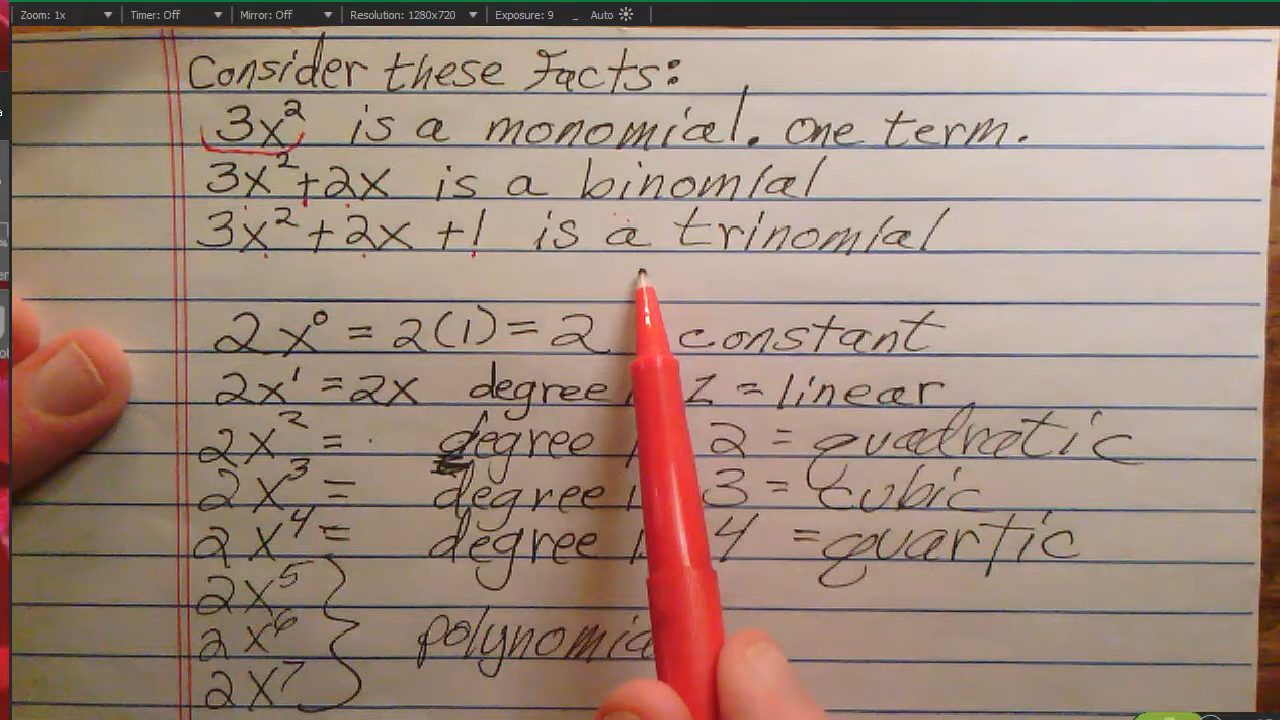 Zoom: 1x Timer: Off Mirror: Off Resolution: 1280x720 Exposure: 9 Auto
Consider these Facts:
3x² is a monomial. One term.
3x²+2x is a binomial
3x²+2x+1 is a trinomial
2x⁰ = 2(1) = 2 constant
2x¹ = 2x degree 1 = linear
2x² = degree 2 = quadratic
2x³ = degree 3 = cubic
2x⁴ = degree 4 = quartic
2x⁵
2x⁶ polynomia
2x⁷